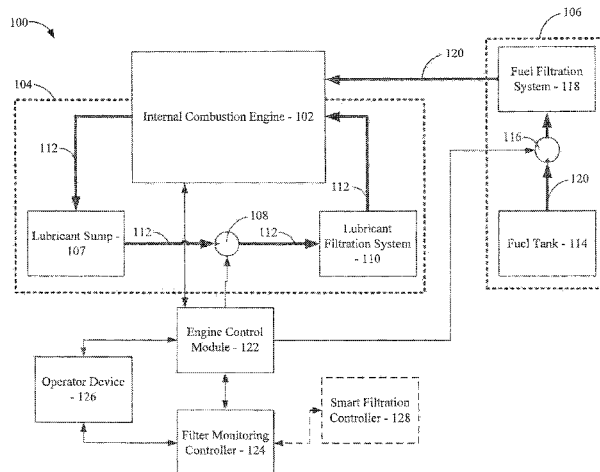 100
106
120
Fuel Filtration
System - 118
104
Internal Combustion Engine - 102
116
112
112
120
108
Lubricant Sump -
107
112
112
Lubricant
Filtration System
- 110
Fuel Tank - 114
Engine Control
Module - 122
Operator Device
- 126
Smart Filtration
Controller - 128
Filter Monitoring
Controller - 124